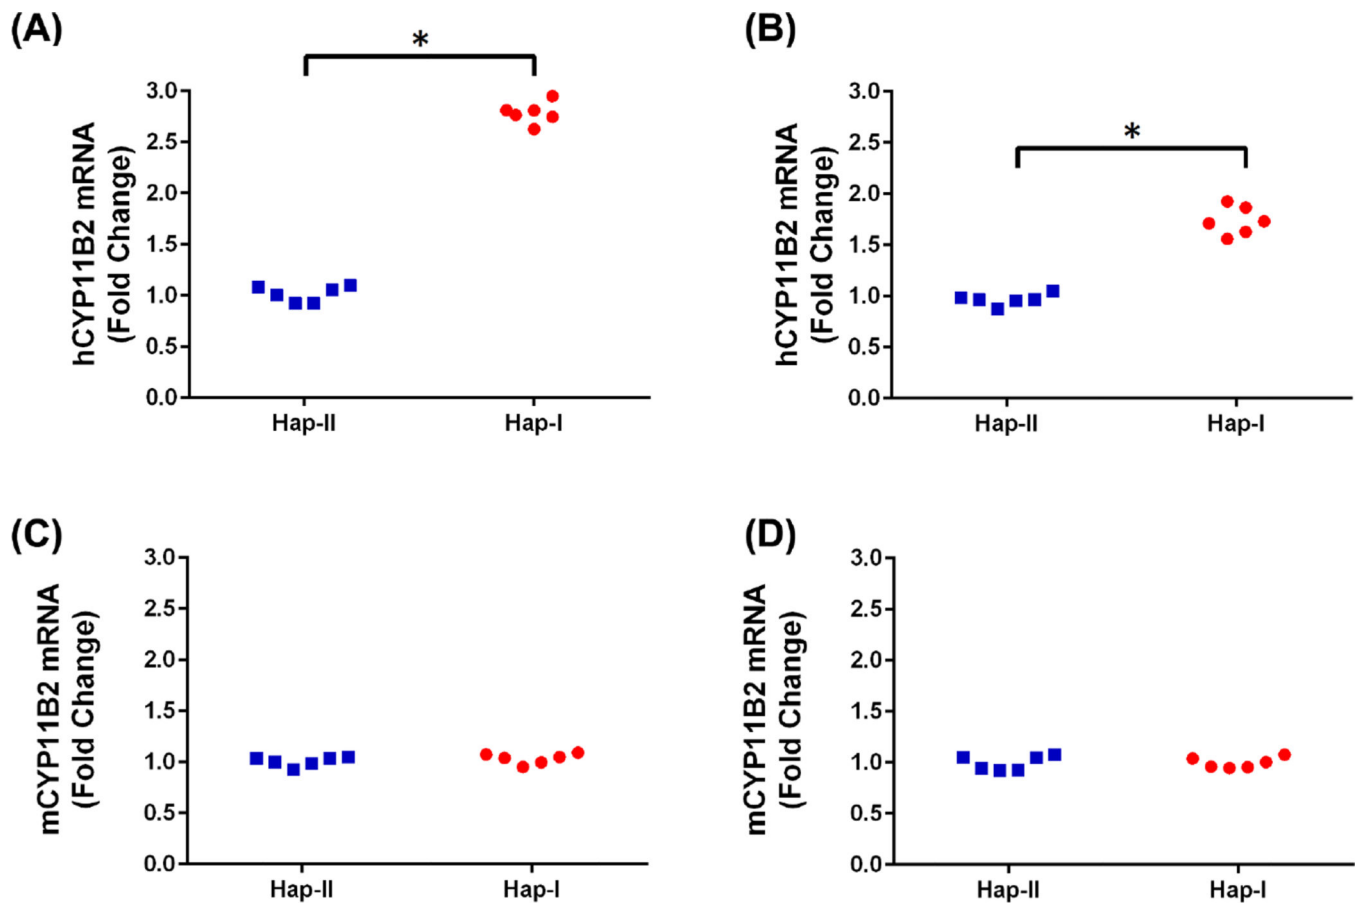 (A)
*
hCYP11B2 mRNA
(Fold Change)
3.0
2.5
2.0
1.5
1.0
0.5
0.0
Hap-II Hap-I
(B)
*
hCYP11B2 mRNA
(Fold Change)
3.0
2.5
2.0
1.5
1.0
0.5
0.0
Hap-II Hap-I
(C)
mCYP11B2 mRNA
(Fold Change)
3.0
2.5
2.0
1.5
1.0
0.5
0.0
Hap-II Hap-I
(D)
mCYP11B2 mRNA
(Fold Change)
3.0
2.5
2.0
1.5
1.0
0.5
0.0
Hap-II Hap-I